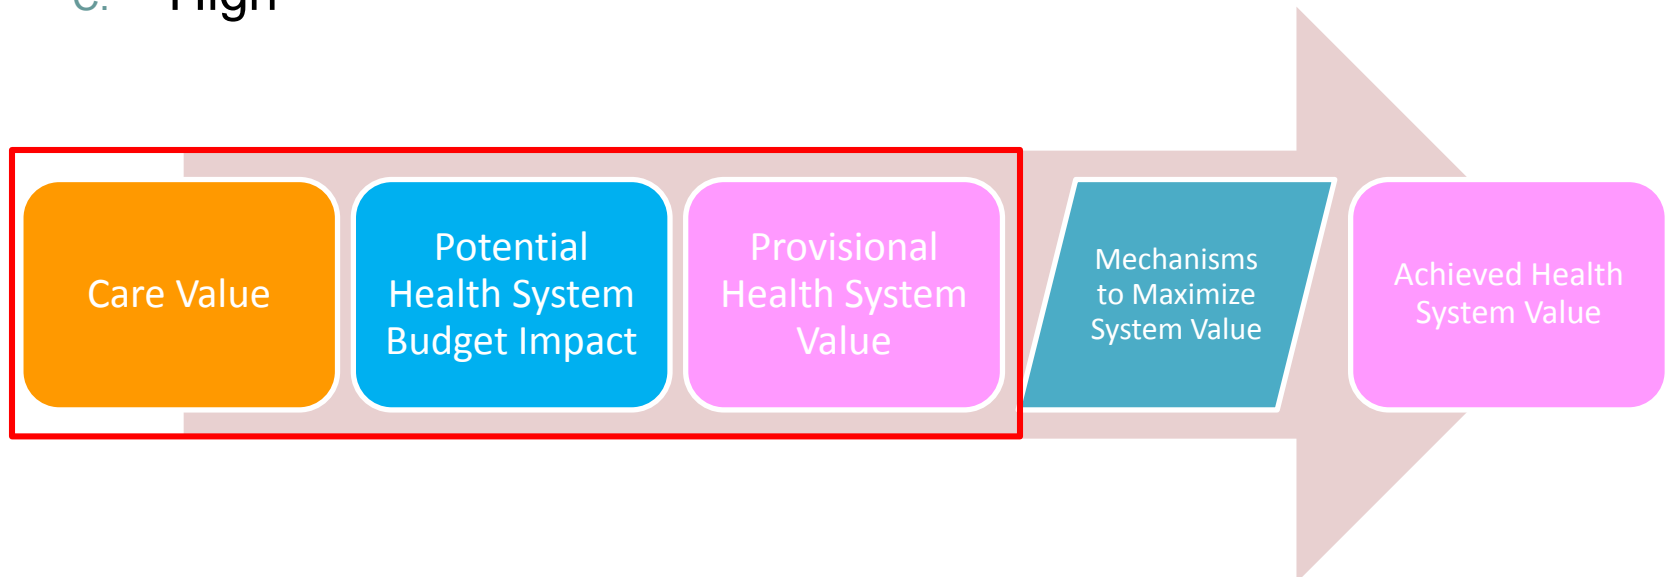 c. High
Care Value
Potential
Health System
Budget Impact
Provisional
Health System
Value
Mechanisms
to Maximize
System Value
Achieved Health
System Value